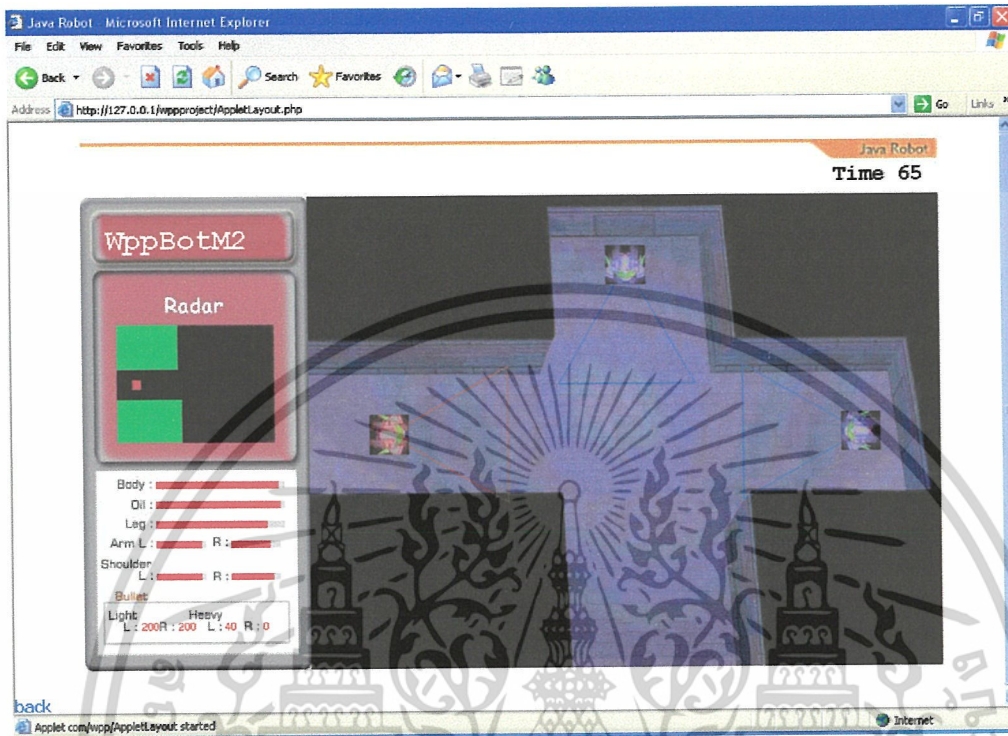 Java Robot Microsoft Internet Explorer
File Edit View Favorites Tools Help
Back Search Favorites
Address http://127.0.0.1/wppproject/AppletLayout.php Go Links »
Java Robot
Time 65
WppBotM2
Radar
Body :
Oil :
Leg :
Arm L : R :
Shoulder
L : R :
Bullet
Light Heavy
L : 200 R : 200 L : 40 R : 0
back
Applet com/wpp/AppletLayout started Internet